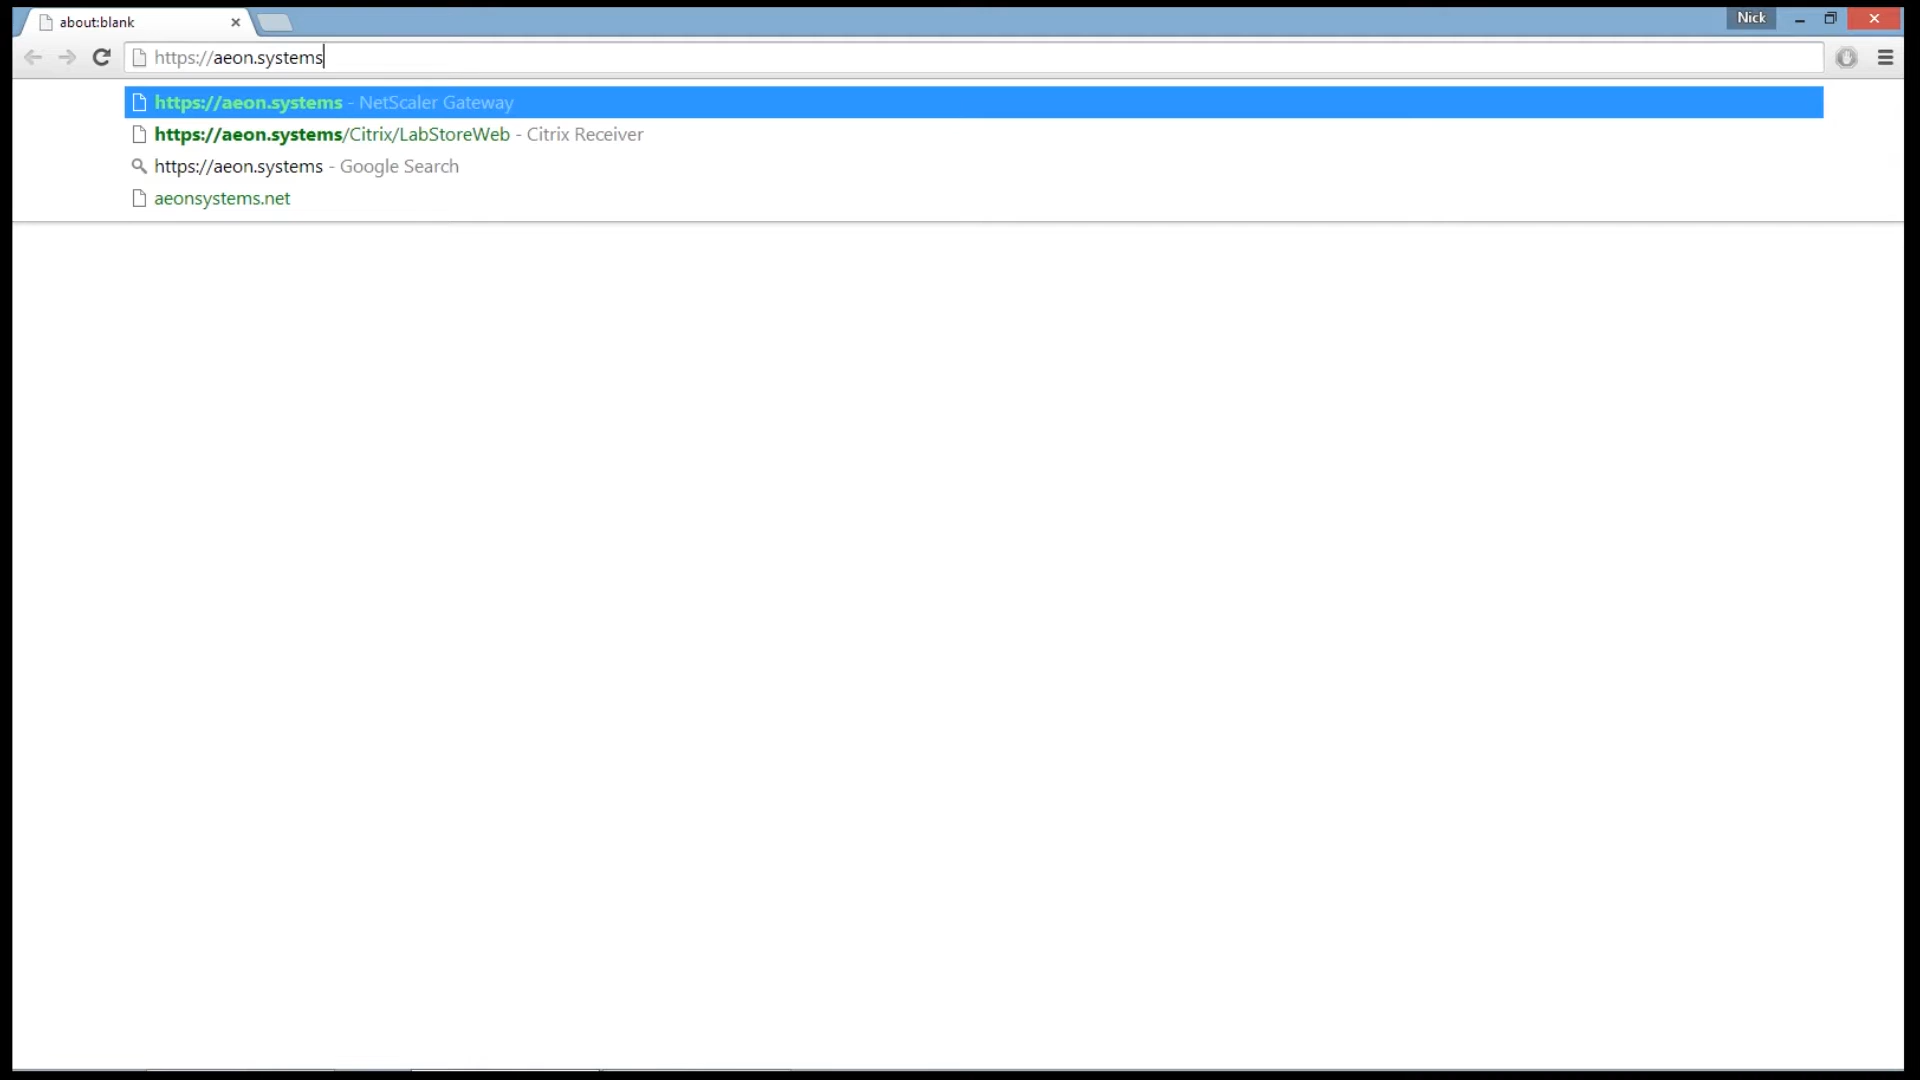 about:blank
Nick
https://aeon.systems
https://aeon.systems - NetScaler Gateway
https://aeon.systems/Citrix/LabStoreWeb - Citrix Receiver
https://aeon.systems - Google Search
aeonsystems.net